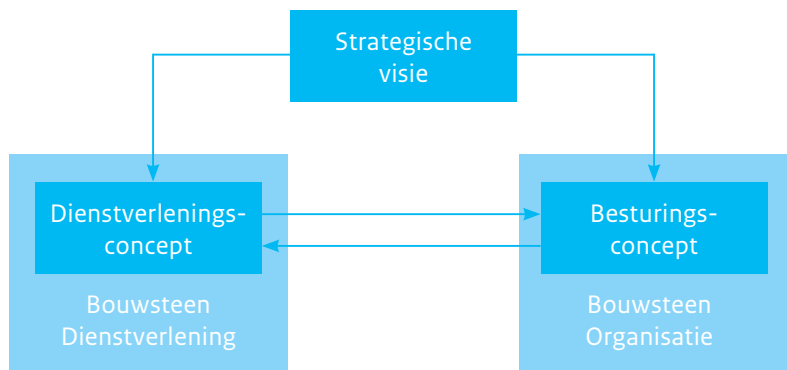 Strategische
visie
Dienstverlenings-
concept
Besturings-
concept
Bouwsteen
Dienstverlening
Bouwsteen
Organisatie